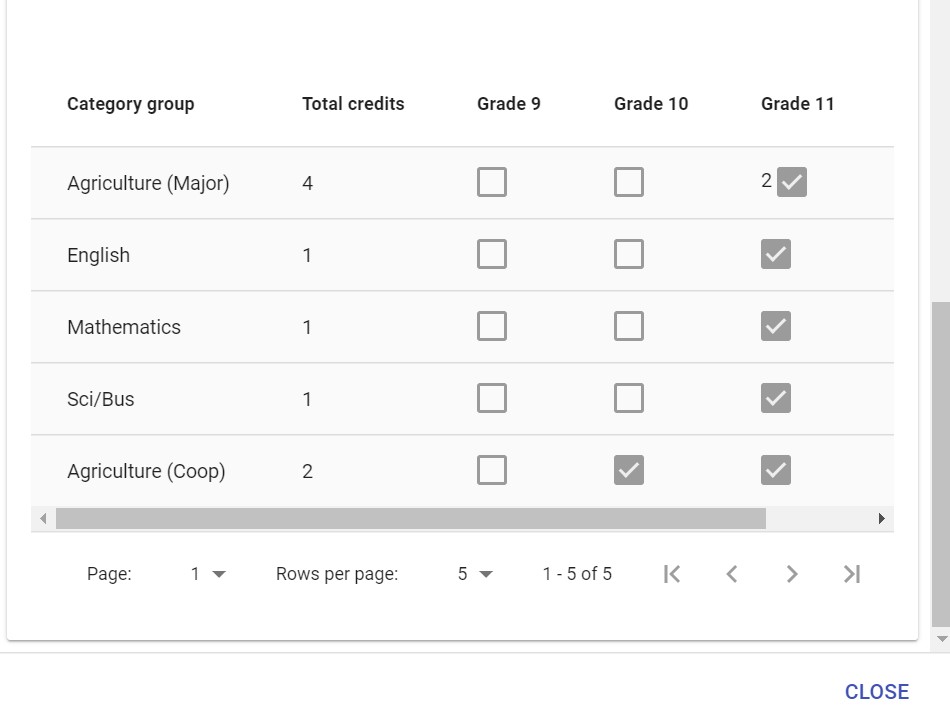 Category group Total credits Grade 9 Grade 10 Grade 11
Agriculture (Major) 4 2
English 1
Mathematics 1
Sci/Bus 1
Agriculture (Coop) 2
Page: 1 Rows per page: 5 1 - 5 of 5
CLOSE